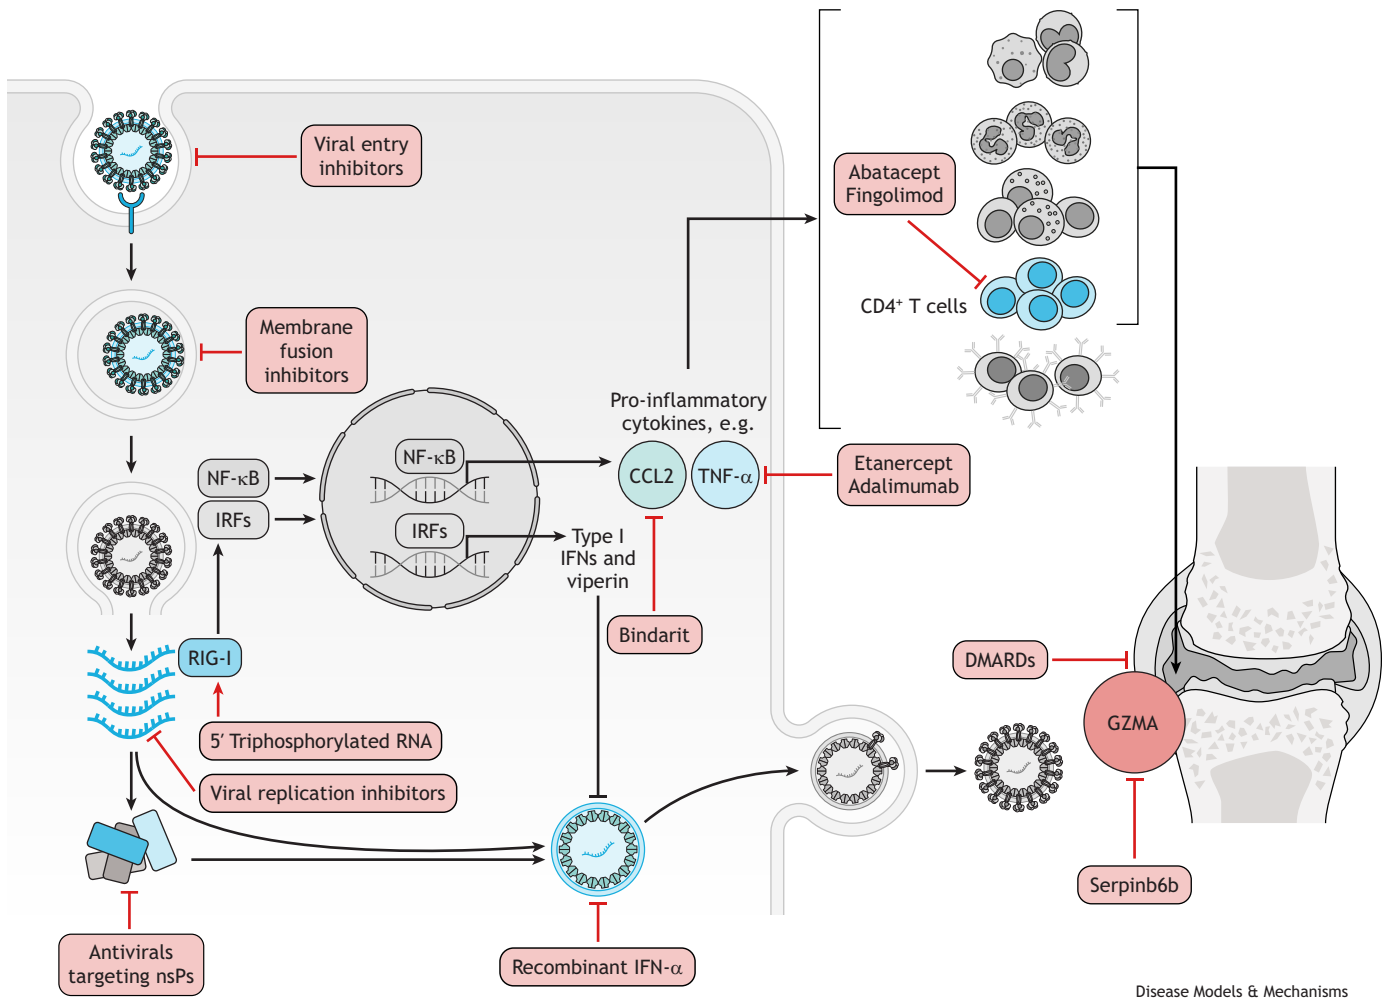 Viral entry
inhibitors
Abatacept
Fingolimod
CD4⁺ T cells
Membrane
fusion
inhibitors
Pro-inflammatory
cytokines, e.g.
CCL2
TNF-α
Etanercept
Adalimumab
NF-κB
IRFs
NF-κB
IRFs
Type I
IFNs and
viperin
Bindarit
RIG-I
5′ Triphosphorylated RNA
Viral replication inhibitors
DMARDs
GZMA
Serpinb6b
Antivirals
targeting nsPs
Recombinant IFN-α
Disease Models & Mechanisms